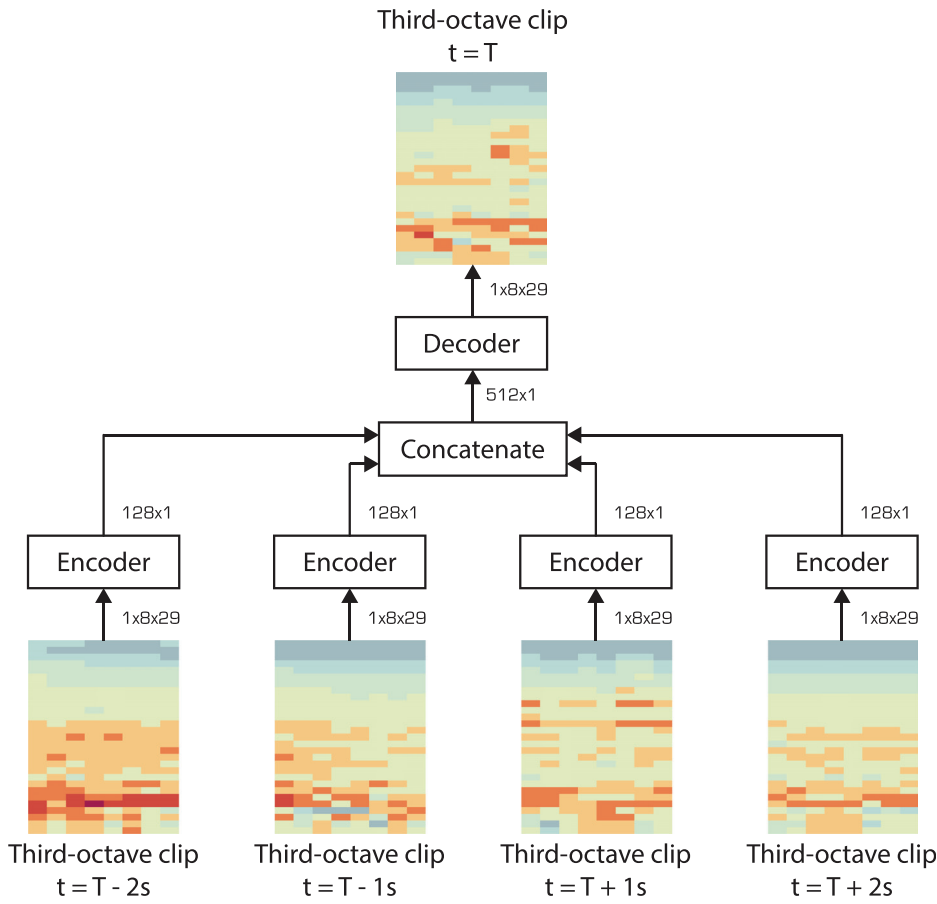 Third-octave clip
t = T
1x8x29
Decoder
512x1
Concatenate
128x1
128x1
128x1
128x1
Encoder
Encoder
Encoder
Encoder
1x8x29
1x8x29
1x8x29
1x8x29
Third-octave clip
t = T - 2s
Third-octave clip
t = T - 1s
Third-octave clip
t = T + 1s
Third-octave clip
t = T + 2s